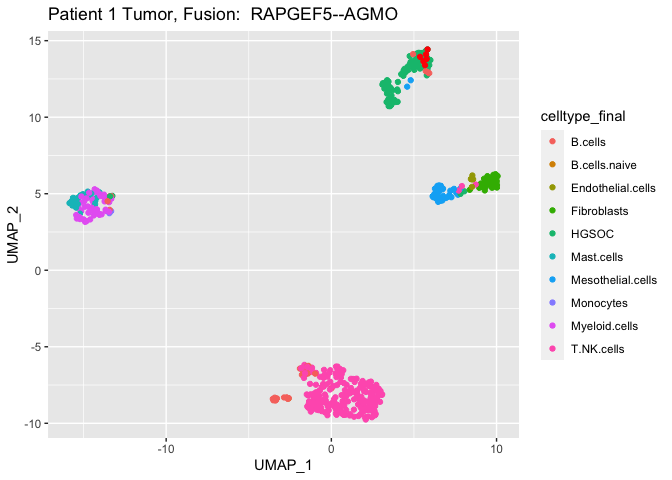 Patient 1 Tumor, Fusion:  RAPGEF5--AGMO
15
10
5
0
-5
-10
UMAP_2
-10
0
10
UMAP_1
celltype_final
B.cells
B.cells.naive
Endothelial.cells
Fibroblasts
HGSOC
Mast.cells
Mesothelial.cells
Monocytes
Myeloid.cells
T.NK.cells